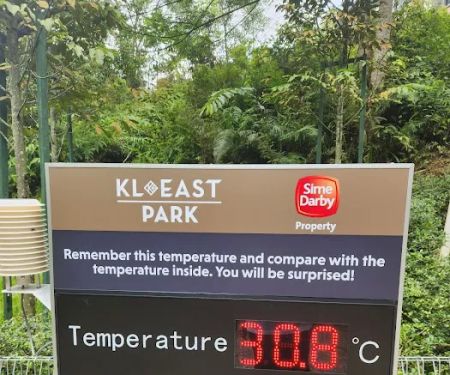 KL EAST
PARK
Sime
Darby
Property
Remember this temperature and compare with the
temperature inside. You will be surprised!
Temperature 30.8 °C